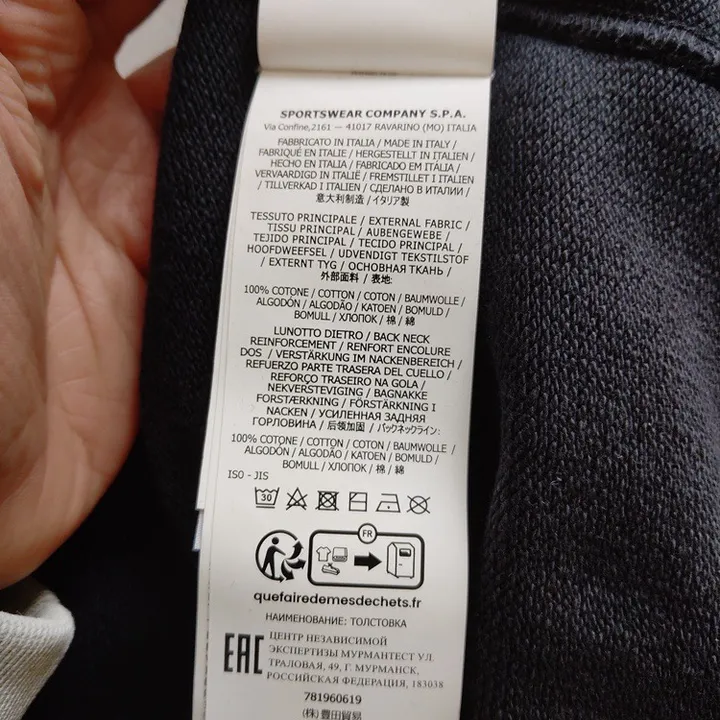 SPORTSWEAR COMPANY S.P.A.
Via Confine,2161 — 41017 RAVARINO (MO) ITALIA
FABBRICATO IN ITALIA / MADE IN ITALY /
FABRIQUÉ EN ITALIE / HERGESTELLT IN ITALIEN /
HECHO EN ITALIA / FABRICADO EM ITÁLIA /
VERVAARDIGD IN ITALIË / FREMSTILLET I ITALIEN
/ TILLVERKAD I ITALIEN / СДЕЛАНО В ИТАЛИИ /
意大利制造 / イタリア製
TESSUTO PRINCIPALE / EXTERNAL FABRIC /
TISSU PRINCIPAL / AUBENGEWEBE /
TEJIDO PRINCIPAL / TECIDO PRINCIPAL /
HOOFDWEEFSEL / UDVENDIGT TEKSTILSTOF
/ EXTERNT TYG / ОСНОВНАЯ ТКАНЬ /
外部面料 / 表地:
100% COTONE / COTTON / COTON / BAUMWOLLE /
ALGODÓN / ALGODÃO / KATOEN / BOMULD /
BOMULL / ХЛОПОК / 棉 / 綿
LUNOTTO DIETRO / BACK NECK
REINFORCEMENT / RENFORT ENCOLURE
DOS / VERSTÄRKUNG IM NACKENBEREICH /
REFUERZO PARTE TRASERA DEL CUELLO /
REFORÇO TRASEIRO NA GOLA /
NEKVERSTEVIGING / BAGNAKKE
FORSTÆRKNING / FÖRSTÄRKNING I
NACKEN / УСИЛЕННАЯ ЗАДНЯЯ
ГОРЛОВИНА / 后领加固 / バックネックライン:
100% COTONE / COTTON / COTON / BAUMWOLLE /
ALGODÓN / ALGODÃO / KATOEN / BOMULD /
BOMULL / ХЛОПОК / 棉 / 綿
ISO - JIS
30
FR
quefairedemesdechets.fr
НАИМЕНОВАНИЕ: ТОЛСТОВКА
EAC
ЦЕНТР НЕЗАВИСИМОЙ
ЭКСПЕРТИЗЫ МУРМАНТЕСТ УЛ.
ТРАЛОВАЯ, 49, Г. МУРМАНСК,
РОССИЙСКАЯ ФЕДЕРАЦИЯ, 183038
781960619
(株) 豊田貿易